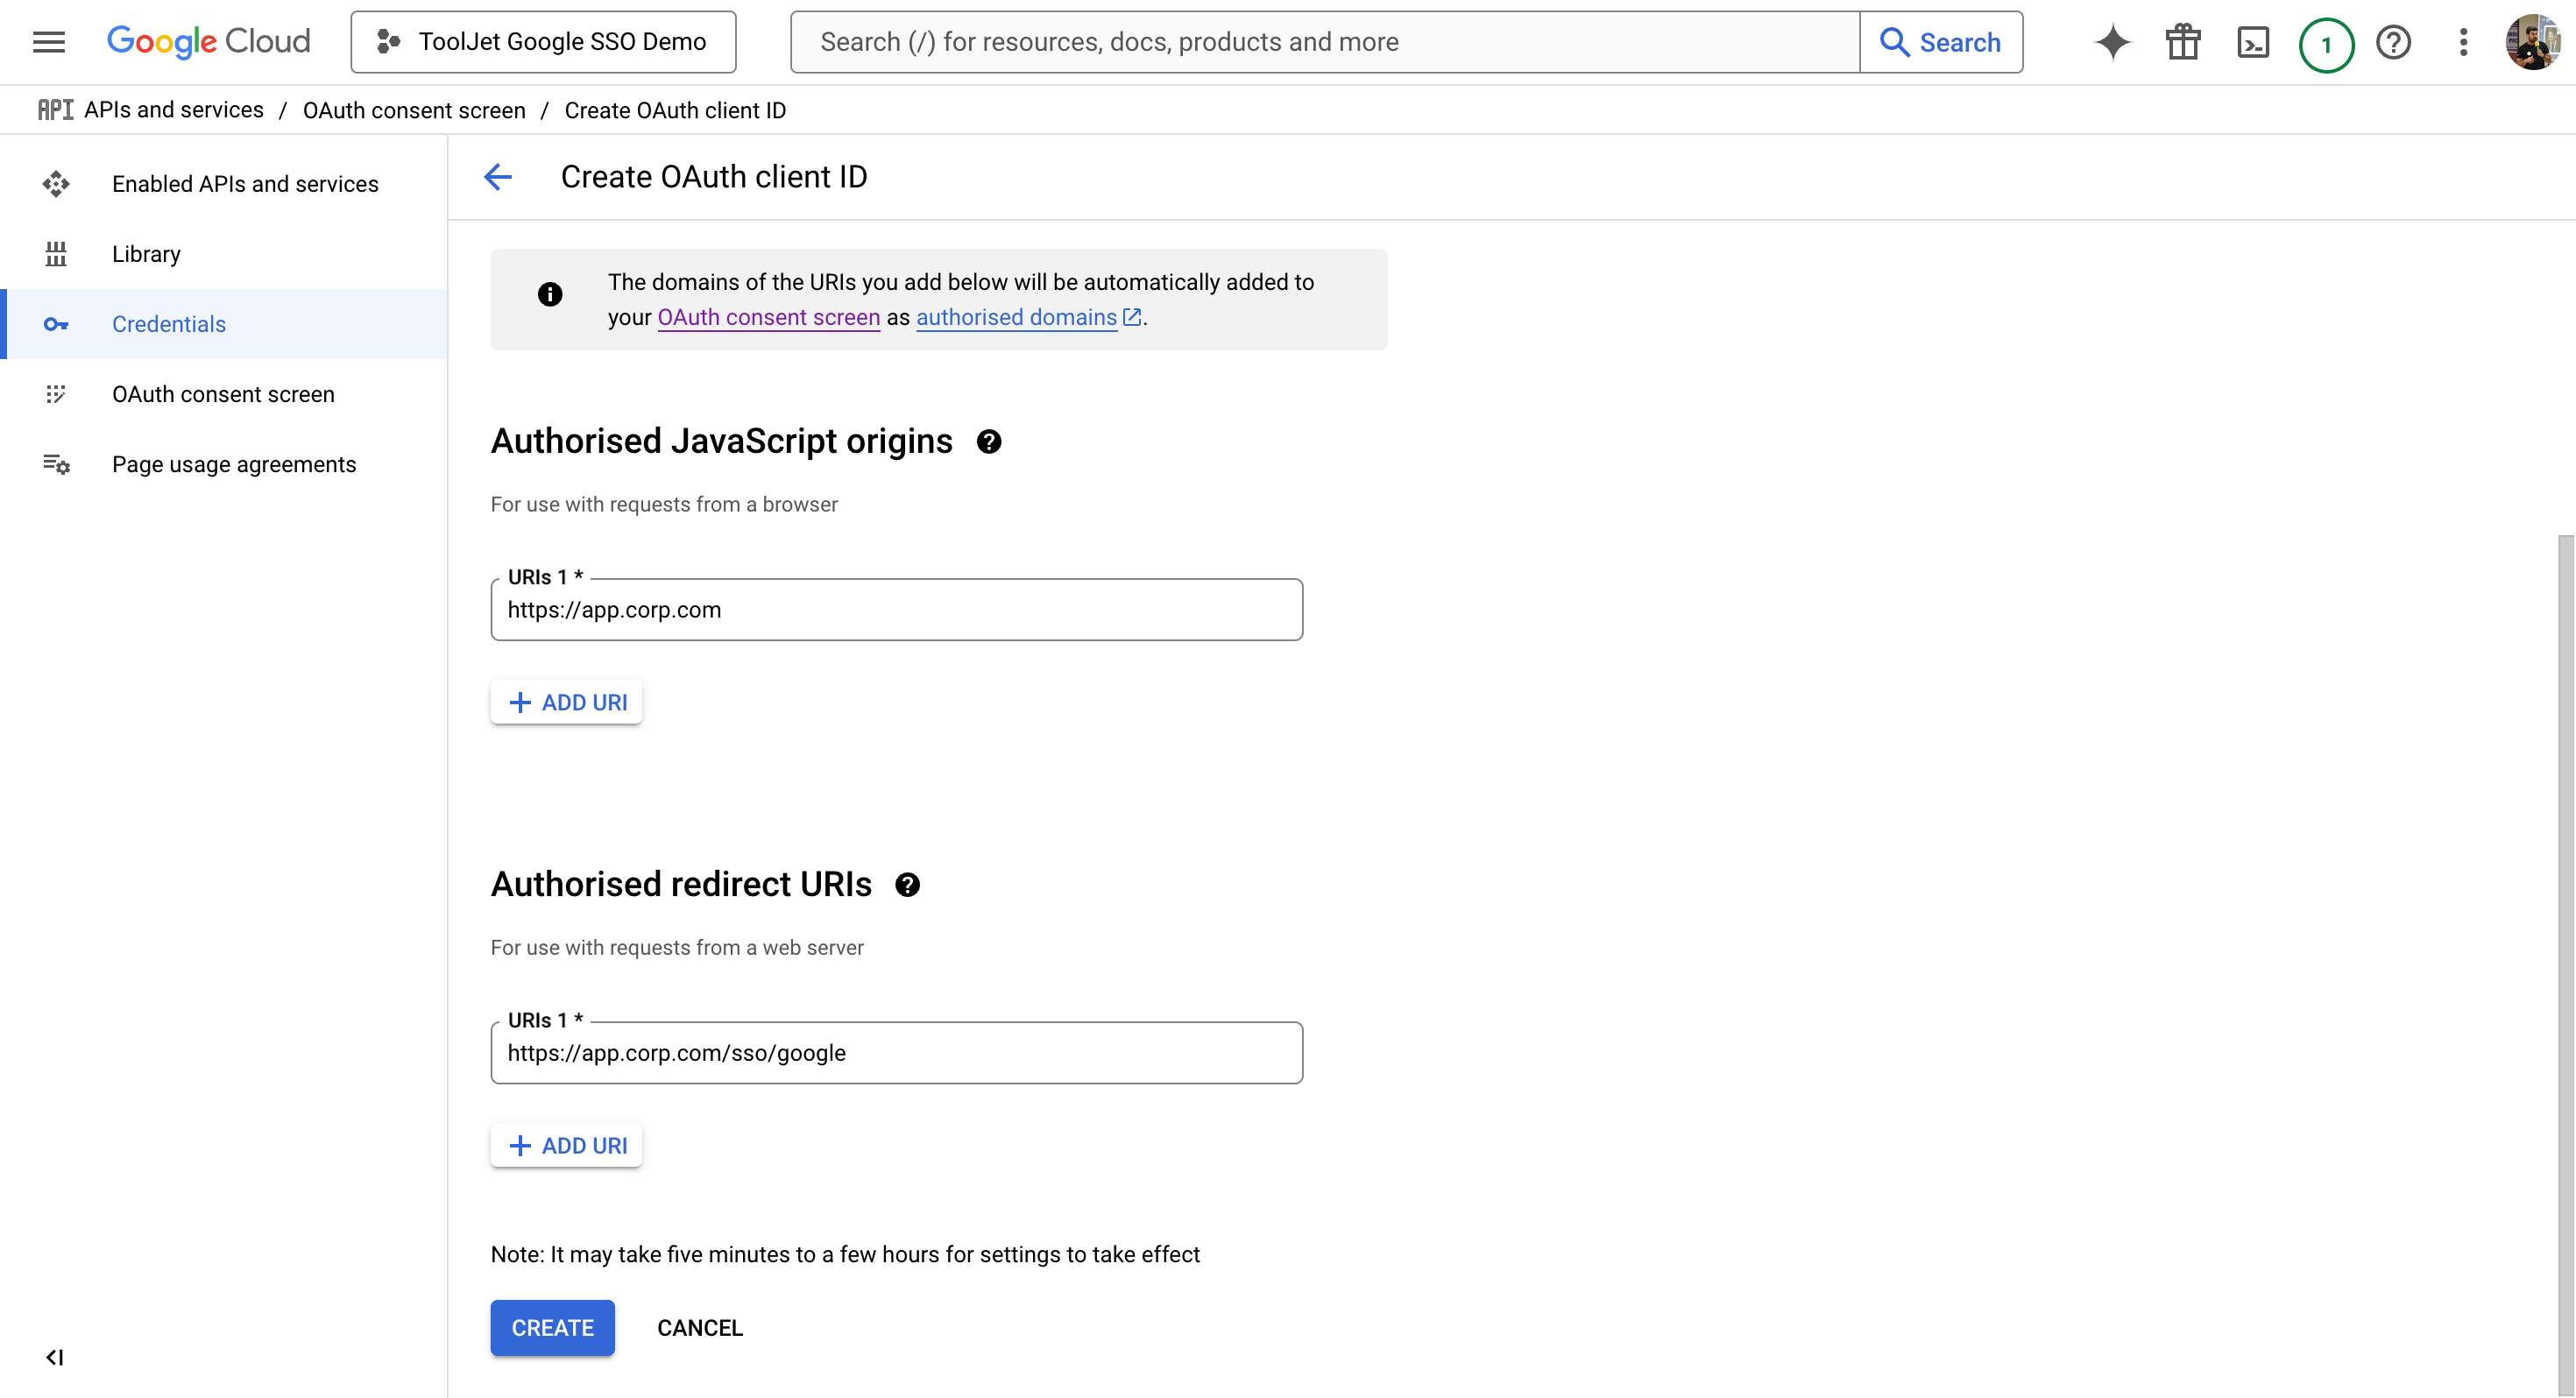 Google Cloud
ToolJet Google SSO Demo
Search (/) for resources, docs, products and more
Search
1
API APIs and services / OAuth consent screen / Create OAuth client ID
Enabled APIs and services
Library
Credentials
OAuth consent screen
Page usage agreements
Create OAuth client ID
The domains of the URIs you add below will be automatically added to
your OAuth consent screen as authorised domains.
Authorised JavaScript origins
For use with requests from a browser
URIs 1 *
https://app.corp.com
ADD URI
Authorised redirect URIs
For use with requests from a web server
URIs 1 *
https://app.corp.com/sso/google
ADD URI
Note: It may take five minutes to a few hours for settings to take effect
CREATE
CANCEL